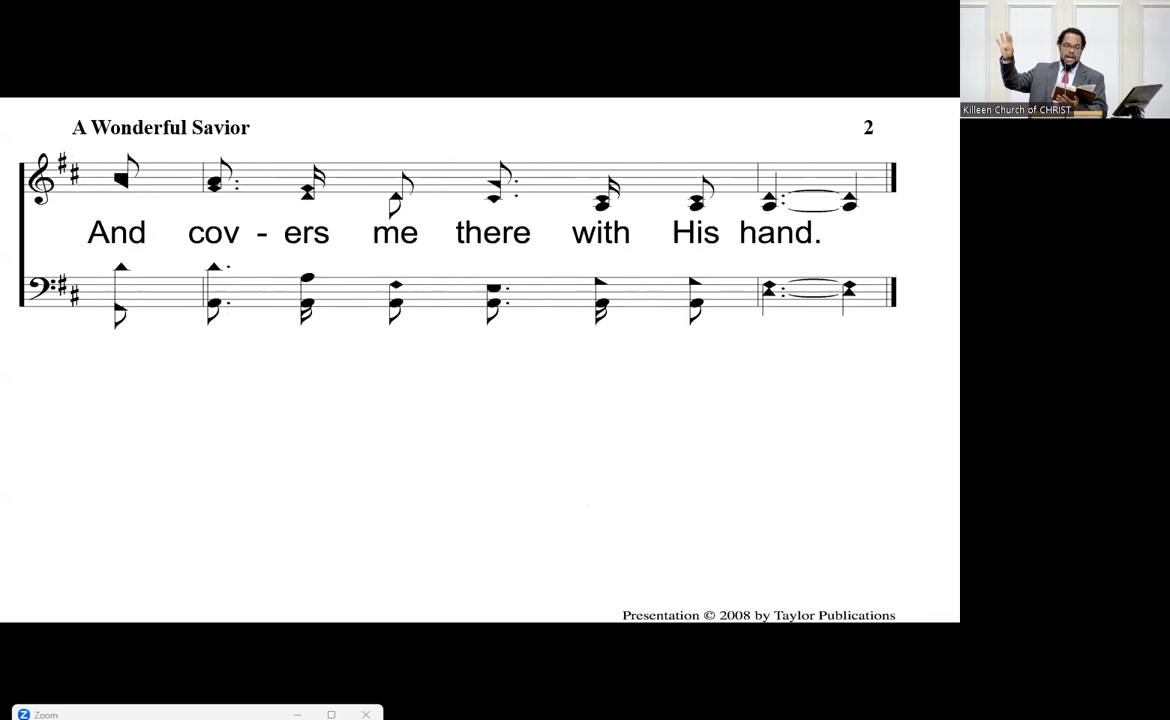 A Wonderful Savior
2
And cov - ers me there with His hand.
Presentation © 2008 by Taylor Publications
Killeen Church of CHRIST
Zoom